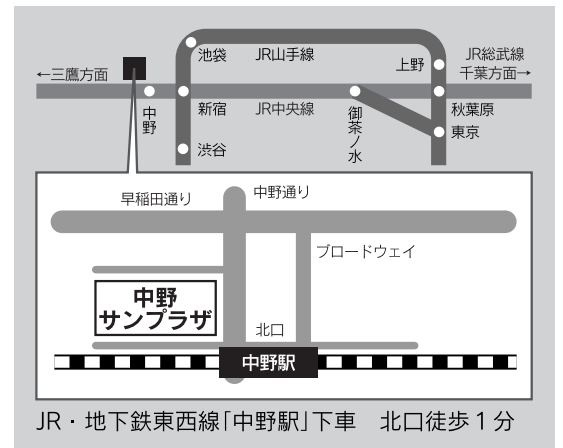 池袋
JR山手線
上野
JR総武線
千葉方面→
←三鷹方面
中野
新宿
JR中央線
御茶ノ水
秋葉原
東京
渋谷
早稲田通り
中野通り
ブロードウェイ
中野
サンプラザ
北口
中野駅
JR・地下鉄東西線「中野駅」下車　北口徒歩1分